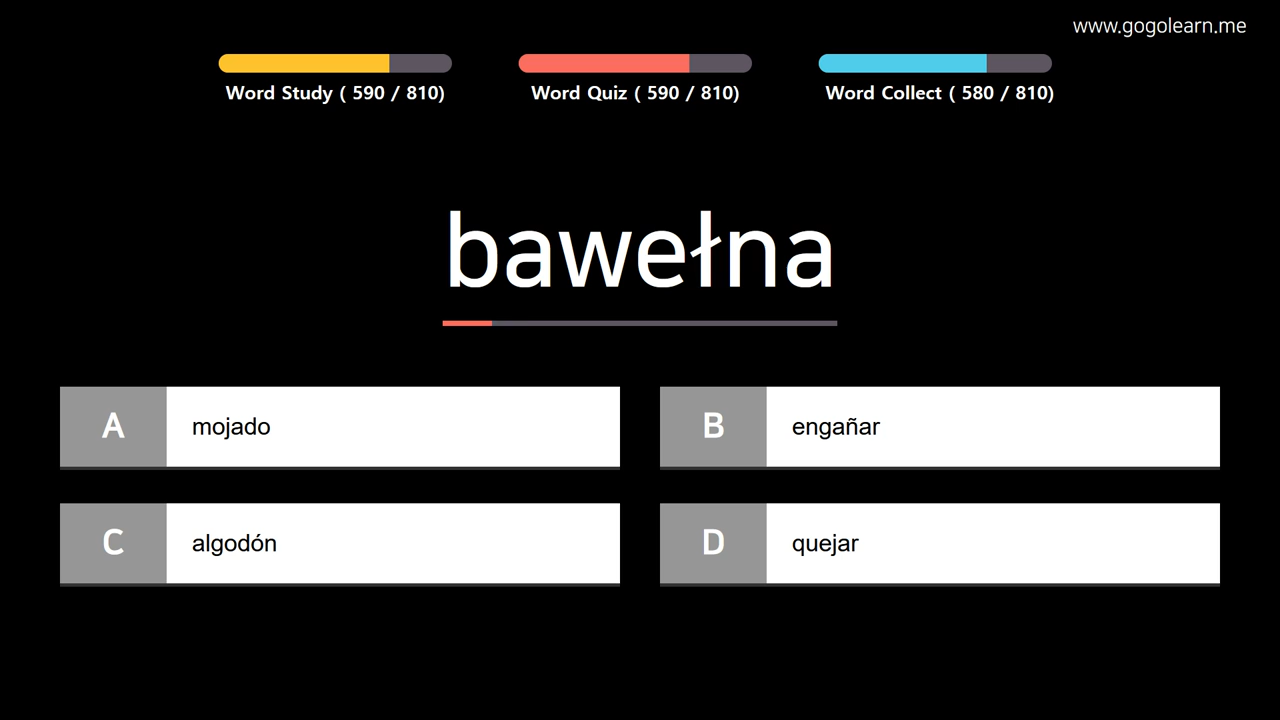 www.gogolearn.me
Word Study ( 590 / 810)
Word Quiz ( 590 / 810)
Word Collect ( 580 / 810)
bawełna
A mojado
B engañar
C algodón
D quejar